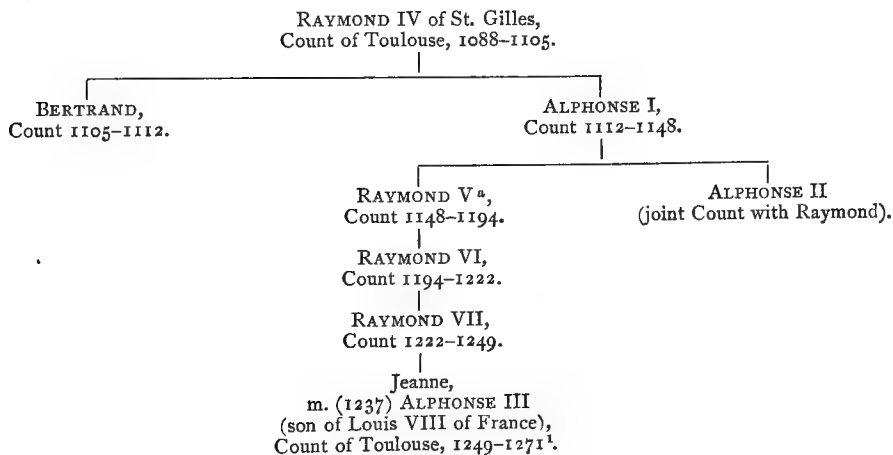 RAYMOND IV of St. Gilles,
Count of Toulouse, 1088–1105.
BERTRAND,
Count 1105–1112.
ALPHONSE I,
Count 1112–1148.
RAYMOND Vª,
Count 1148–1194.
ALPHONSE II
(joint Count with Raymond).
RAYMOND VI,
Count 1194–1222.
RAYMOND VII,
Count 1222–1249.
Jeanne,
m. (1237) ALPHONSE III
(son of Louis VIII of France),
Count of Toulouse, 1249–1271¹.